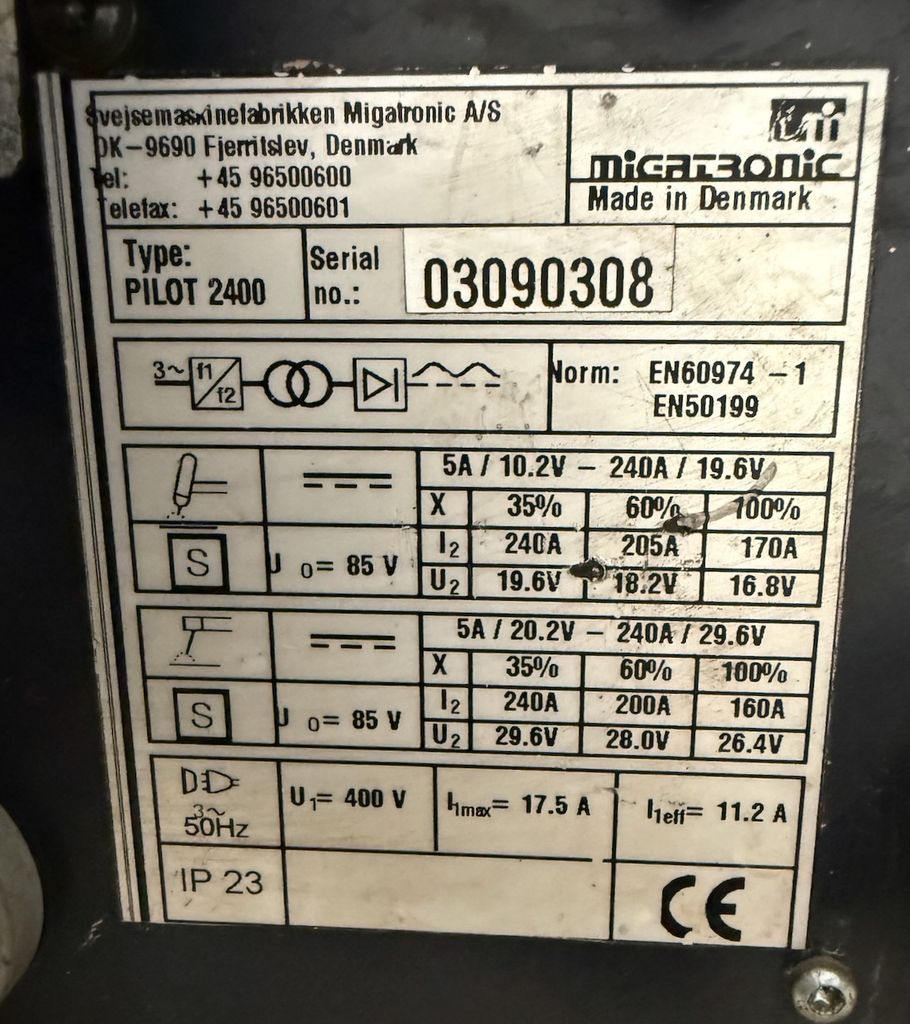 Svejsemaskinefabrikken Migatronic A/S
DK-9690 Fjerritslev, Denmark
Tel: +45 96500600
Telefax: +45 96500601
MIGATRONIC
Made in Denmark
Type:
PILOT 2400
Serial
no.: 03090308
3~ f1
f2
Norm: EN60974-1
EN50199
5A / 10.2V – 240A / 19.6V
X 35% 60% 100%
S U0= 85 V
I2 240A 205A 170A
U2 19.6V 18.2V 16.8V
5A / 20.2V – 240A / 29.6V
X 35% 60% 100%
S U0= 85 V
I2 240A 200A 160A
U2 29.6V 28.0V 26.4V
3~
50Hz
U1= 400 V
I1max= 17.5 A
I1eff= 11.2 A
IP 23
CE